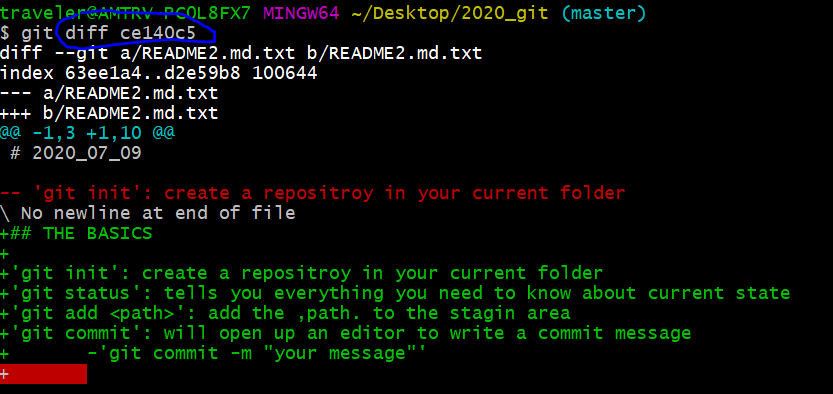 traveler@AMTRV-PC0L8FX7 MINGW64 ~/Desktop/2020_git (master)
$ git diff ce140c5
diff --git a/README2.md.txt b/README2.md.txt
index 63ee1a4..d2e59b8 100644
--- a/README2.md.txt
+++ b/README2.md.txt
@@ -1,3 +1,10 @@
 # 2020_07_09

-- 'git init': create a repositroy in your current folder
\ No newline at end of file
+## THE BASICS
+
+'git init': create a repositroy in your current folder
+'git status': tells you everything you need to know about current state
+'git add <path>': add the ,path. to the stagin area
+'git commit': will open up an editor to write a commit message
+       -'git commit -m "your message"'
+